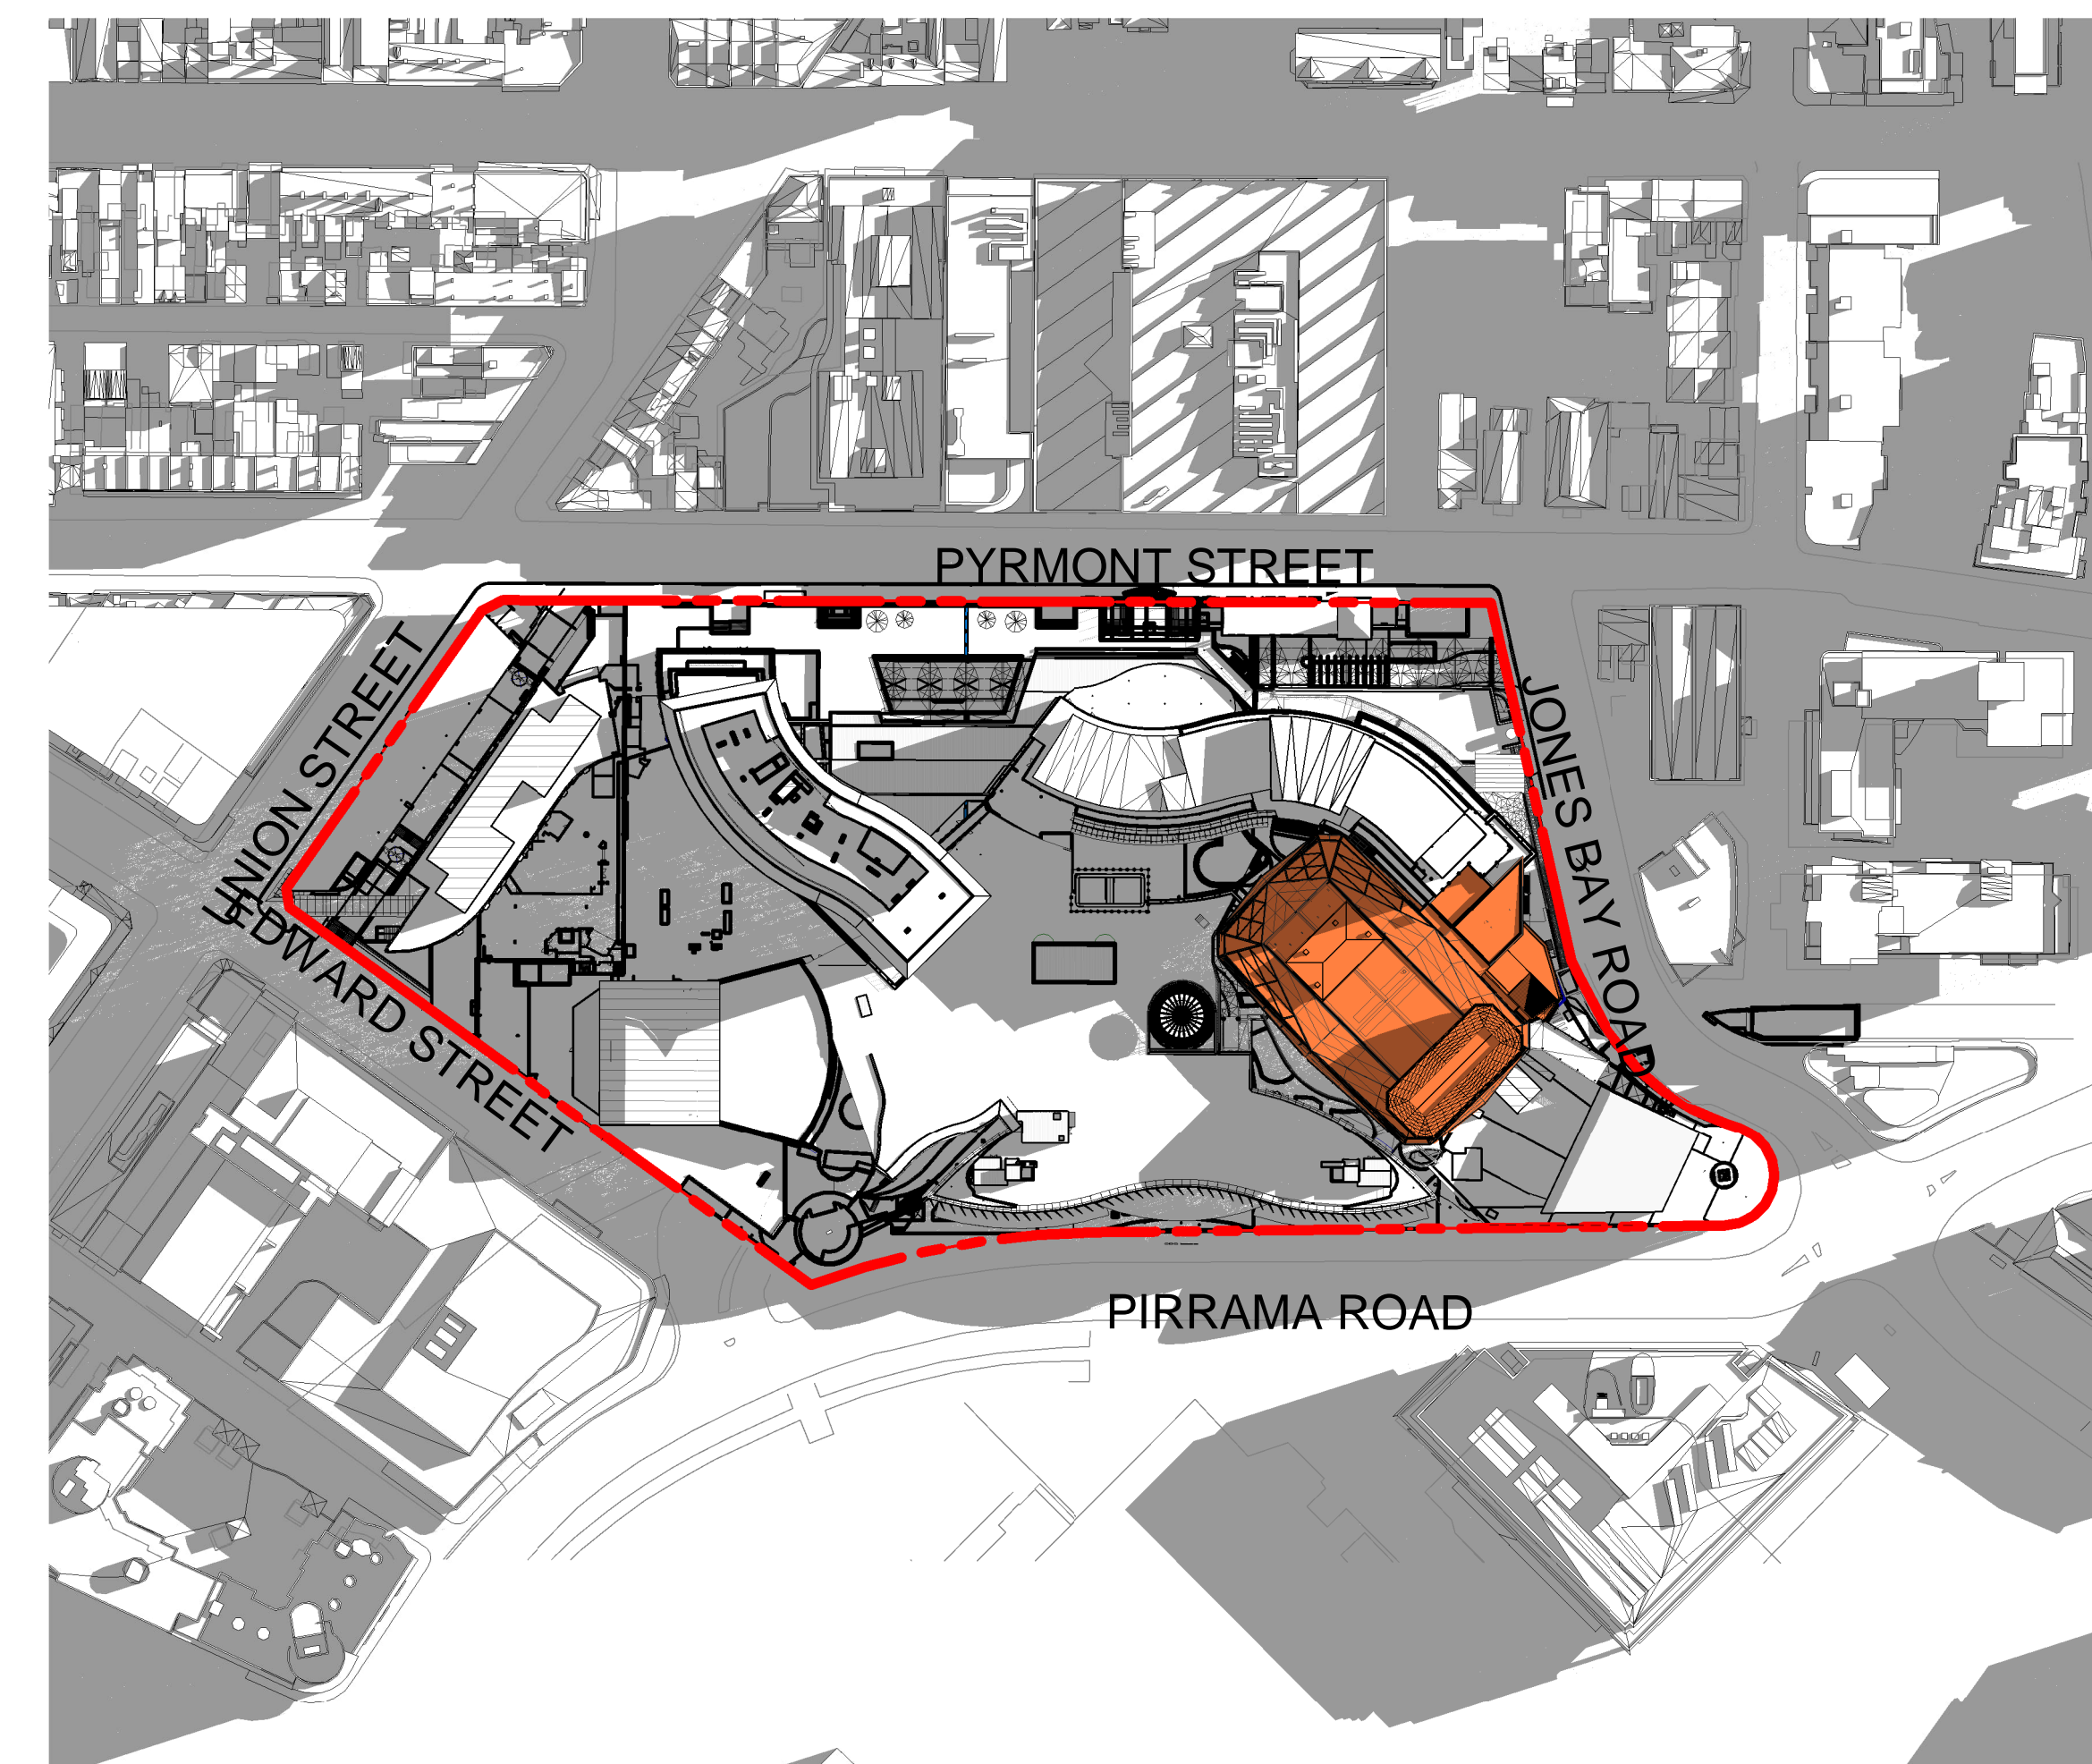 PYRMONT STREET
UNION STREET
JONES BAY ROAD
EDWARD STREET
PIRRAMA ROAD